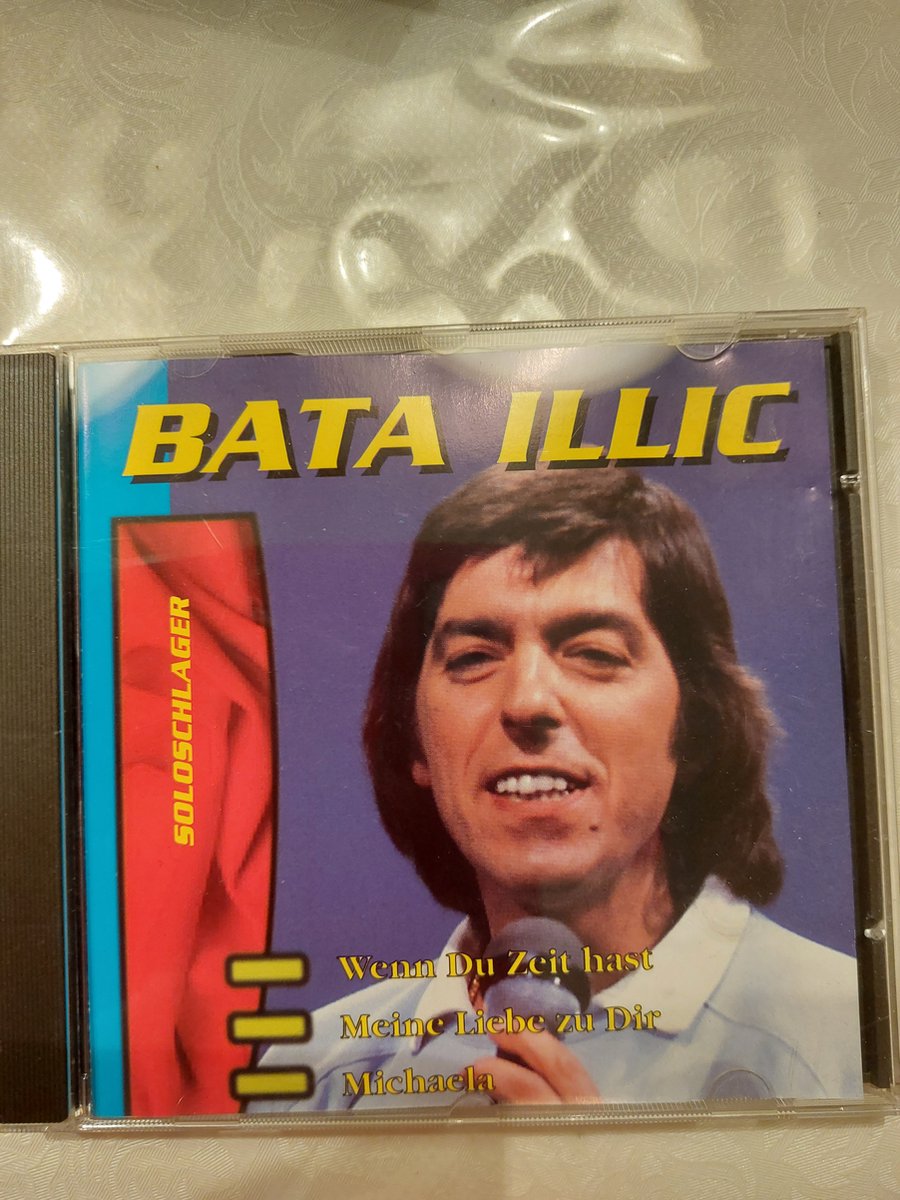 BATA ILLIC
SOLOSCHLAGER
Wenn Du Zeit hast
Meine Liebe zu Dir
Michaela